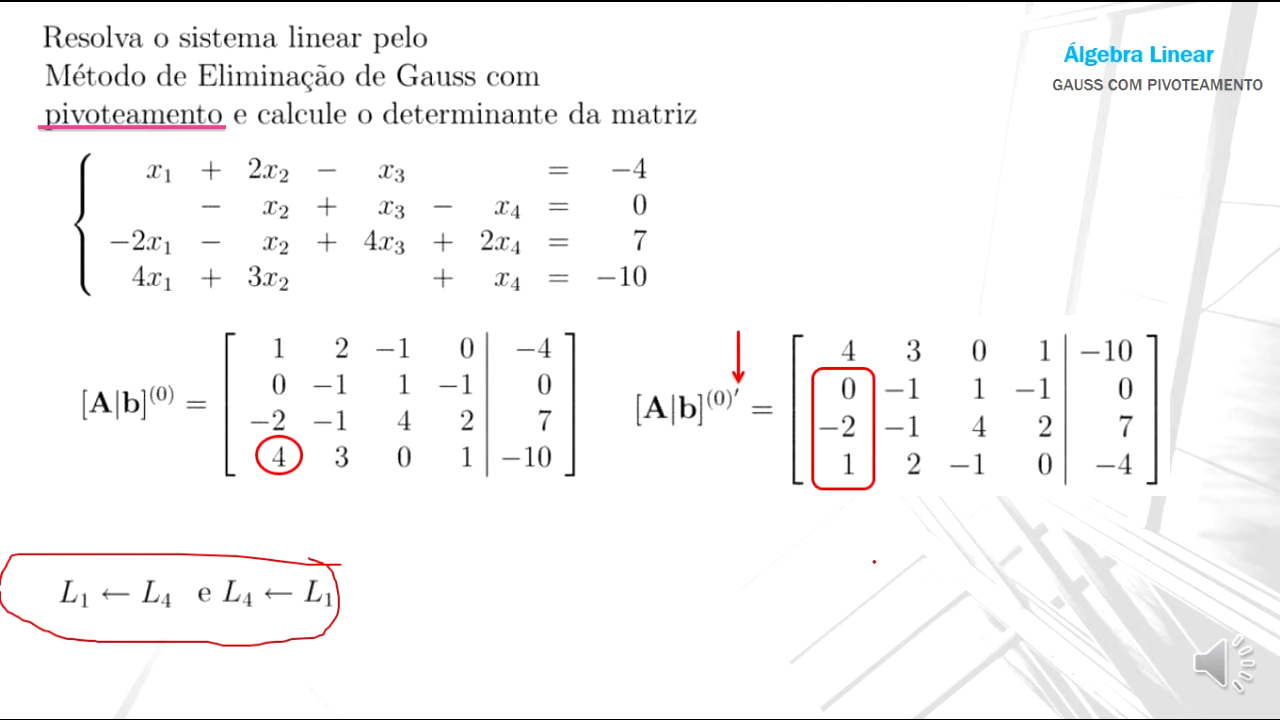 Resolva o sistema linear pelo
Método de Eliminação de Gauss com
pivoteamento e calcule o determinante da matriz
Álgebra Linear
GAUSS COM PIVOTEAMENTO
x₁ + 2x₂ − x₃ = −4
− x₂ + x₃ − x₄ = 0
−2x₁ − x₂ + 4x₃ + 2x₄ = 7
4x₁ + 3x₂ + x₄ = −10
[A|b]⁽⁰⁾ =
1 2 −1 0 | −4
0 −1 1 −1 | 0
−2 −1 4 2 | 7
4 3 0 1 | −10
[A|b]⁽⁰⁾′ =
4 3 0 1 | −10
0 −1 1 −1 | 0
−2 −1 4 2 | 7
1 2 −1 0 | −4
L₁ ← L₄ e L₄ ← L₁